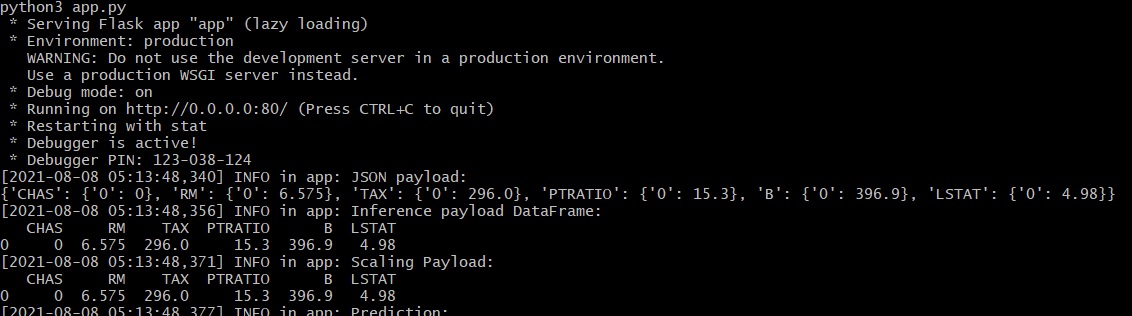 python3 app.py
 * Serving Flask app "app" (lazy loading)
 * Environment: production
   WARNING: Do not use the development server in a production environment.
   Use a production WSGI server instead.
 * Debug mode: on
 * Running on http://0.0.0.0:80/ (Press CTRL+C to quit)
 * Restarting with stat
 * Debugger is active!
 * Debugger PIN: 123-038-124
[2021-08-08 05:13:48,340] INFO in app: JSON payload:
{'CHAS': {'0': 0}, 'RM': {'0': 6.575}, 'TAX': {'0': 296.0}, 'PTRATIO': {'0': 15.3}, 'B': {'0': 396.9}, 'LSTAT': {'0': 4.98}}
[2021-08-08 05:13:48,356] INFO in app: Inference payload DataFrame:
   CHAS     RM    TAX  PTRATIO      B  LSTAT
0     0  6.575  296.0     15.3  396.9   4.98
[2021-08-08 05:13:48,371] INFO in app: Scaling Payload:
   CHAS     RM    TAX  PTRATIO      B  LSTAT
0     0  6.575  296.0     15.3  396.9   4.98
[2021-08-08 05:13:48,377] INFO in app: Prediction: